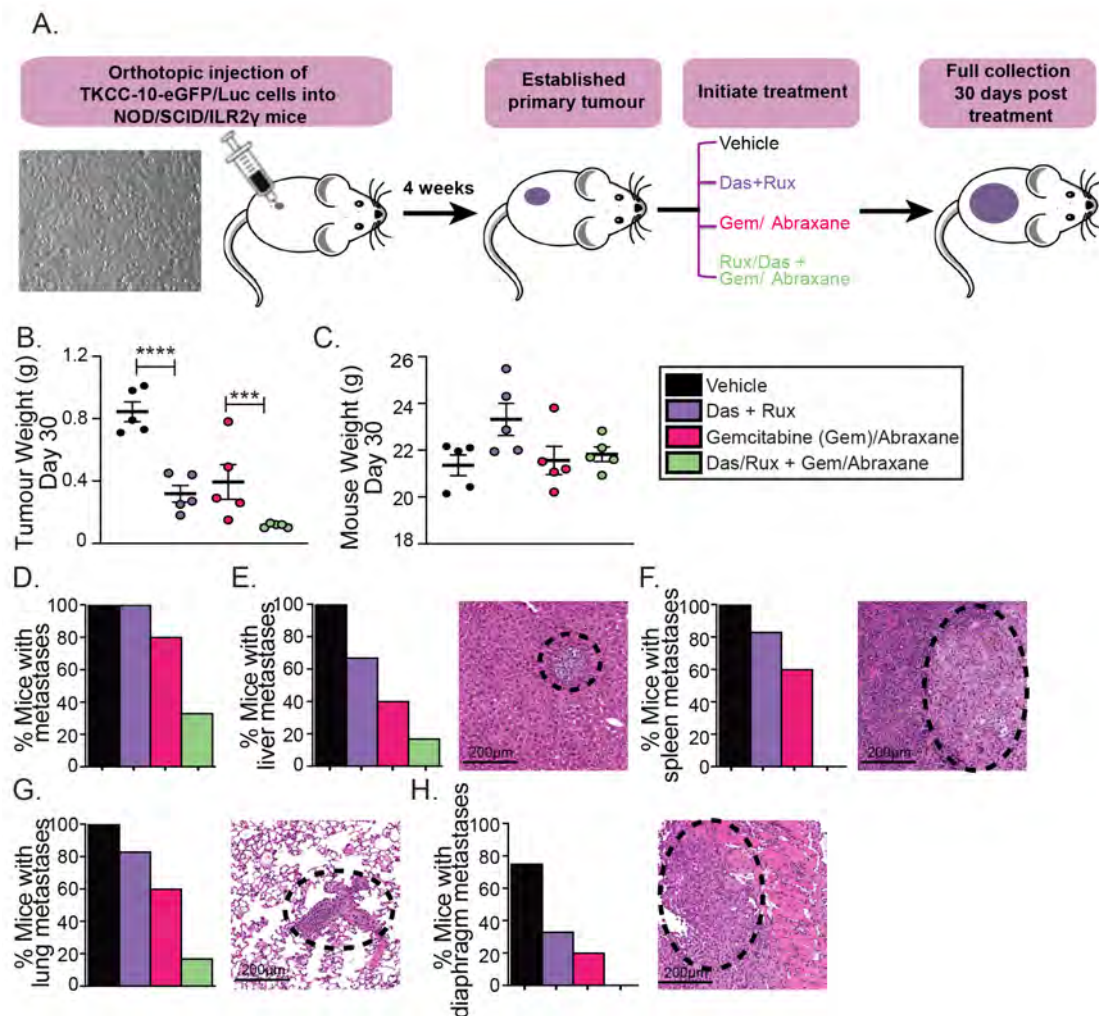 A.
Orthotopic injection of
TKCC-10-eGFP/Luc cells into
NOD/SCID/ILR2γ mice
Established
primary tumour
Initiate treatment
Full collection
30 days post
treatment
4 weeks
Vehicle
Das+Rux
Gem/ Abraxane
Rux/Das +
Gem/ Abraxane
B.
Tumour Weight (g)
Day 30
1.2
0.8
0.4
0
****
***
C.
Mouse Weight (g)
Day 30
26
24
22
20
18
Vehicle
Das + Rux
Gemcitabine (Gem)/Abraxane
Das/Rux + Gem/Abraxane
D.
% Mice with
metastases
100
80
60
40
20
0
E.
% Mice with
liver metastases
100
80
60
40
20
0
200μm
F.
% Mice with
spleen metastases
100
80
60
40
20
0
200μm
G.
% Mice with
lung metastases
100
80
60
40
20
0
200μm
H.
% Mice with
diaphragm metastases
100
80
60
40
20
0
200μm